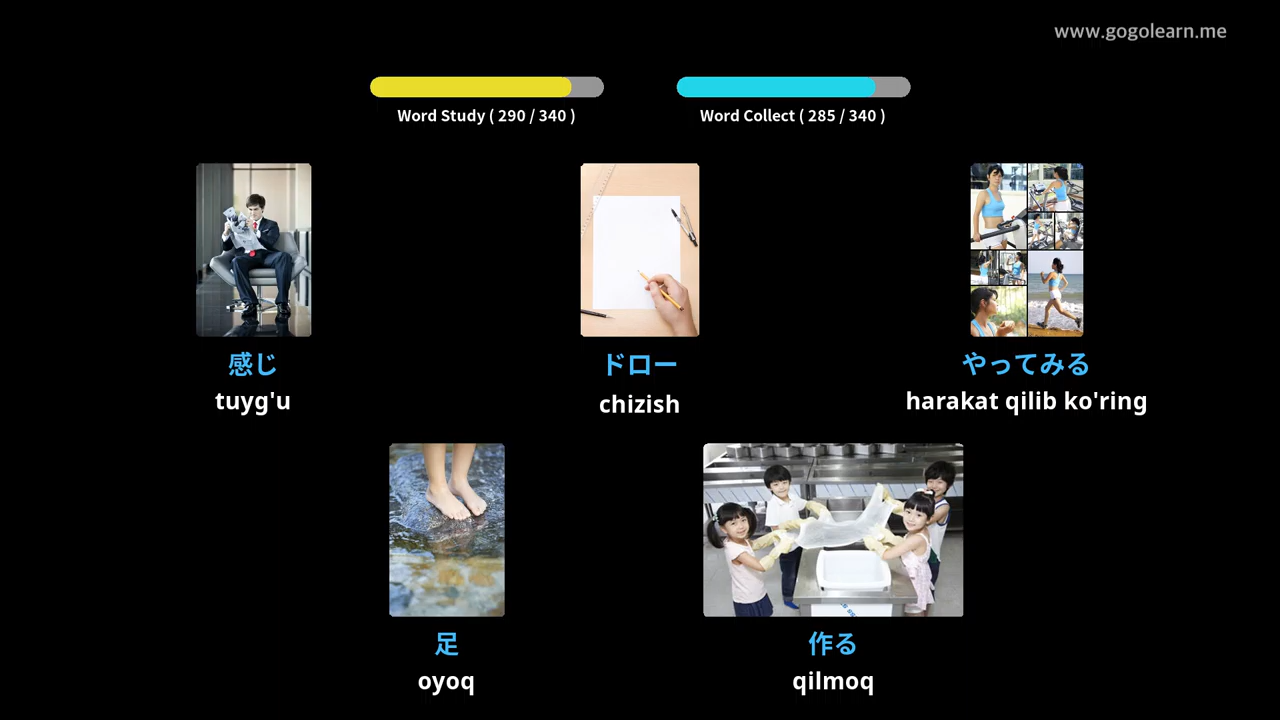 www.gogolearn.me
Word Study ( 290 / 340 )
Word Collect ( 285 / 340 )
感じ
tuyg'u
ドロー
chizish
やってみる
harakat qilib ko'ring
足
oyoq
作る
qilmoq